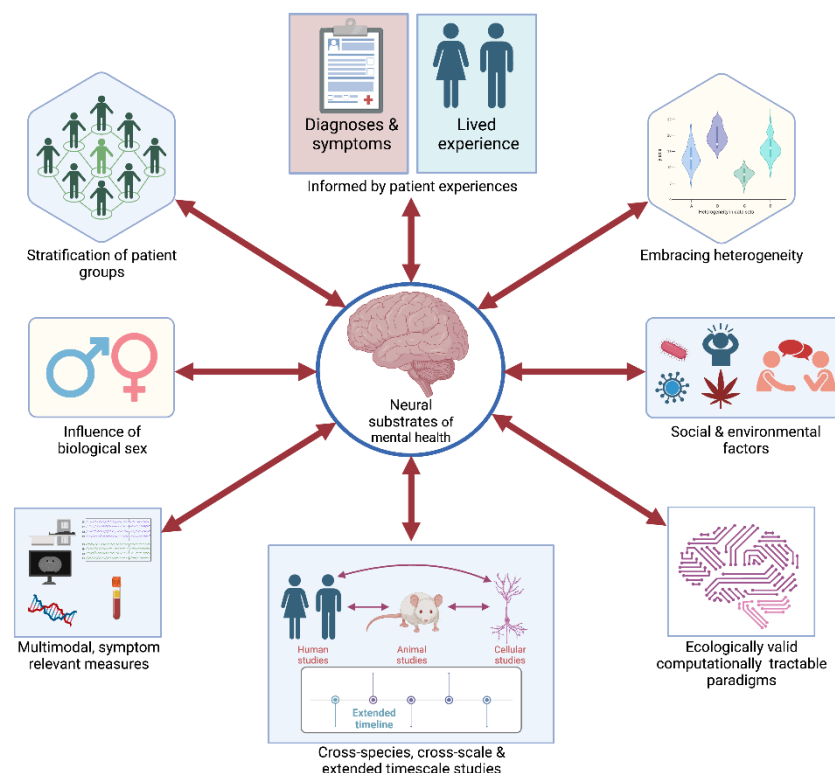 Diagnoses &
symptoms
Lived
experience
Informed by patient experiences
Stratification of patient
groups
A
B
C
Embracing heterogeneity
Neural
substrates of
mental health
Influence of
biological sex
Social & environmental
factors
Multimodal, symptom
relevant measures
Human
studies
Animal
studies
Cellular
studies
Extended
timeline
Cross-species, cross-scale &
extended timescale studies
Ecologically valid
computationally tractable
paradigms